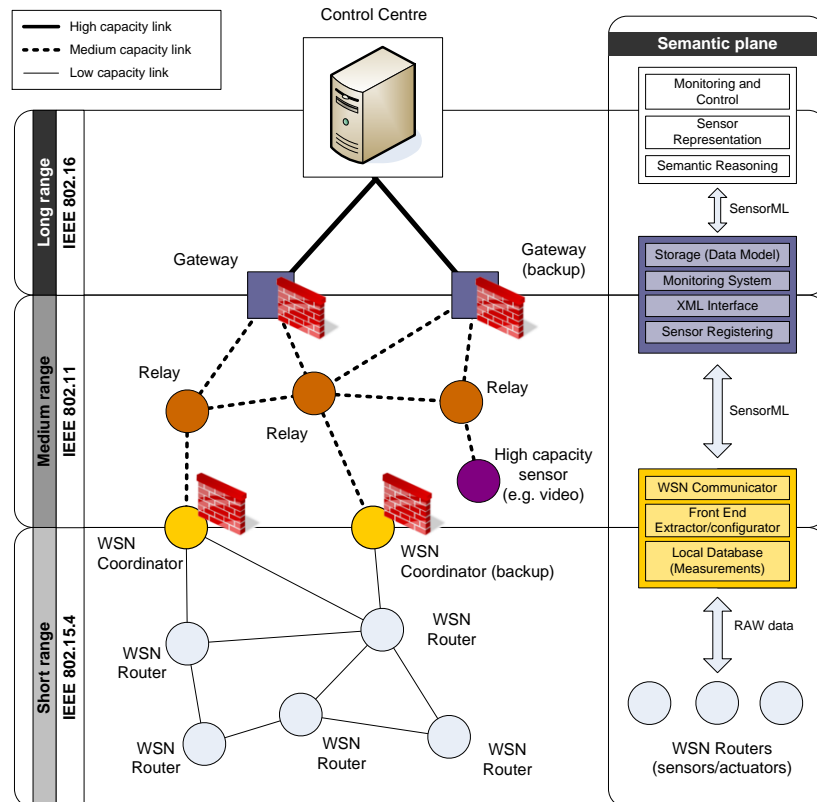 Control Centre
High capacity link
Medium capacity link
Low capacity link
Long range
IEEE 802.16
Gateway
Gateway
(backup)
Medium range
IEEE 802.11
Relay
Relay
Relay
High capacity
sensor
(e.g. video)
WSN
Coordinator
WSN
Coordinator (backup)
Short range
IEEE 802.15.4
WSN
Router
WSN
Router
WSN
Router
WSN
Router
WSN
Router
Semantic plane
Monitoring and
Control
Sensor
Representation
Semantic Reasoning
SensorML
Storage (Data Model)
Monitoring System
XML Interface
Sensor Registering
SensorML
WSN Communicator
Front End
Extractor/configurator
Local Database
(Measurements)
RAW data
WSN Routers
(sensors/actuators)